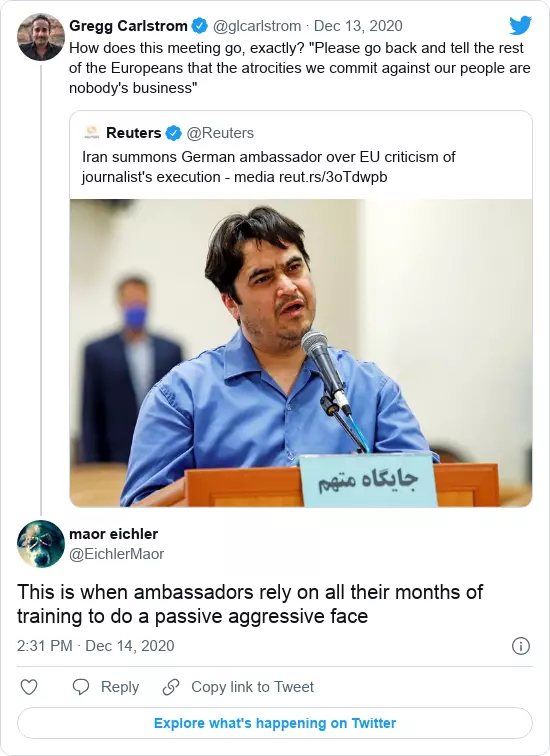 Gregg Carlstrom @glcarlstrom · Dec 13, 2020
How does this meeting go, exactly? "Please go back and tell the rest
of the Europeans that the atrocities we commit against our people are
nobody's business"
Reuters @Reuters
Iran summons German ambassador over EU criticism of
journalist's execution - media reut.rs/3oTdwpb
جایگاه متهم
maor eichler
@EichlerMaor
This is when ambassadors rely on all their months of
training to do a passive aggressive face
2:31 PM · Dec 14, 2020
Reply
Copy link to Tweet
Explore what's happening on Twitter